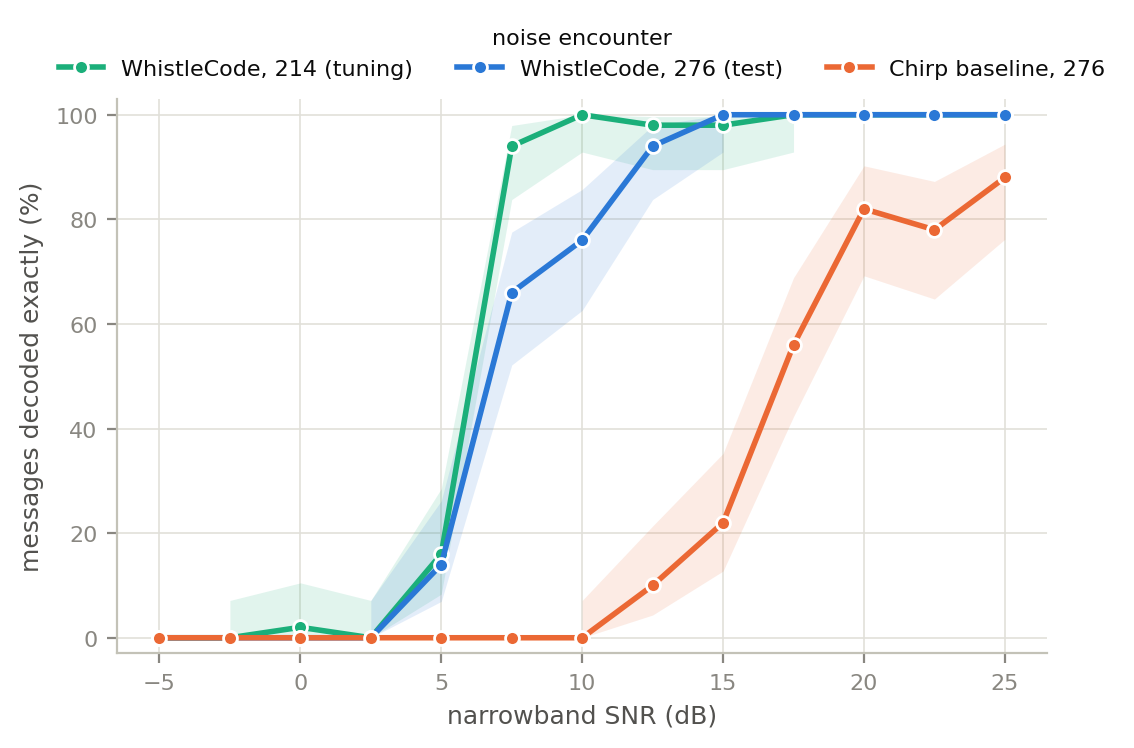 noise encounter
WhistleCode, 214 (tuning)
WhistleCode, 276 (test)
Chirp baseline, 276
messages decoded exactly (%)
100
80
60
40
20
0
−5
0
5
10
15
20
25
narrowband SNR (dB)